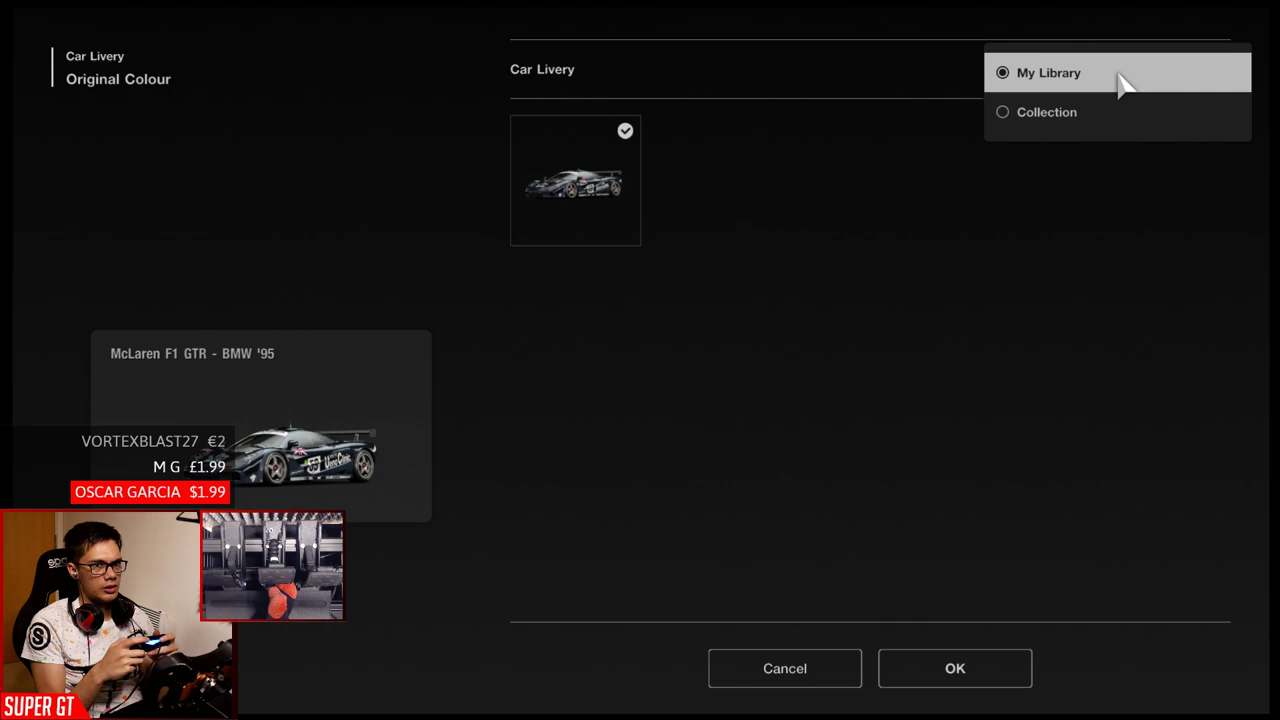 Car Livery
Original Colour
Car Livery
My Library
Collection
McLaren F1 GTR - BMW '95
59
VORTEXBLAST27 €2
M G £1.99
OSCAR GARCIA $1.99
SUPER GT
Cancel
OK